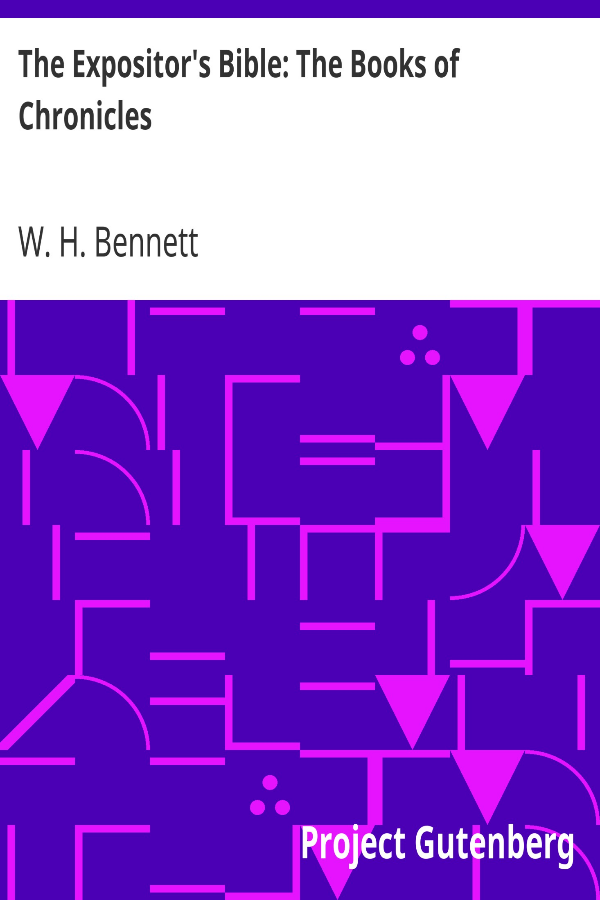 The Expositor's Bible: The Books of
Chronicles
W. H. Bennett
Project Gutenberg